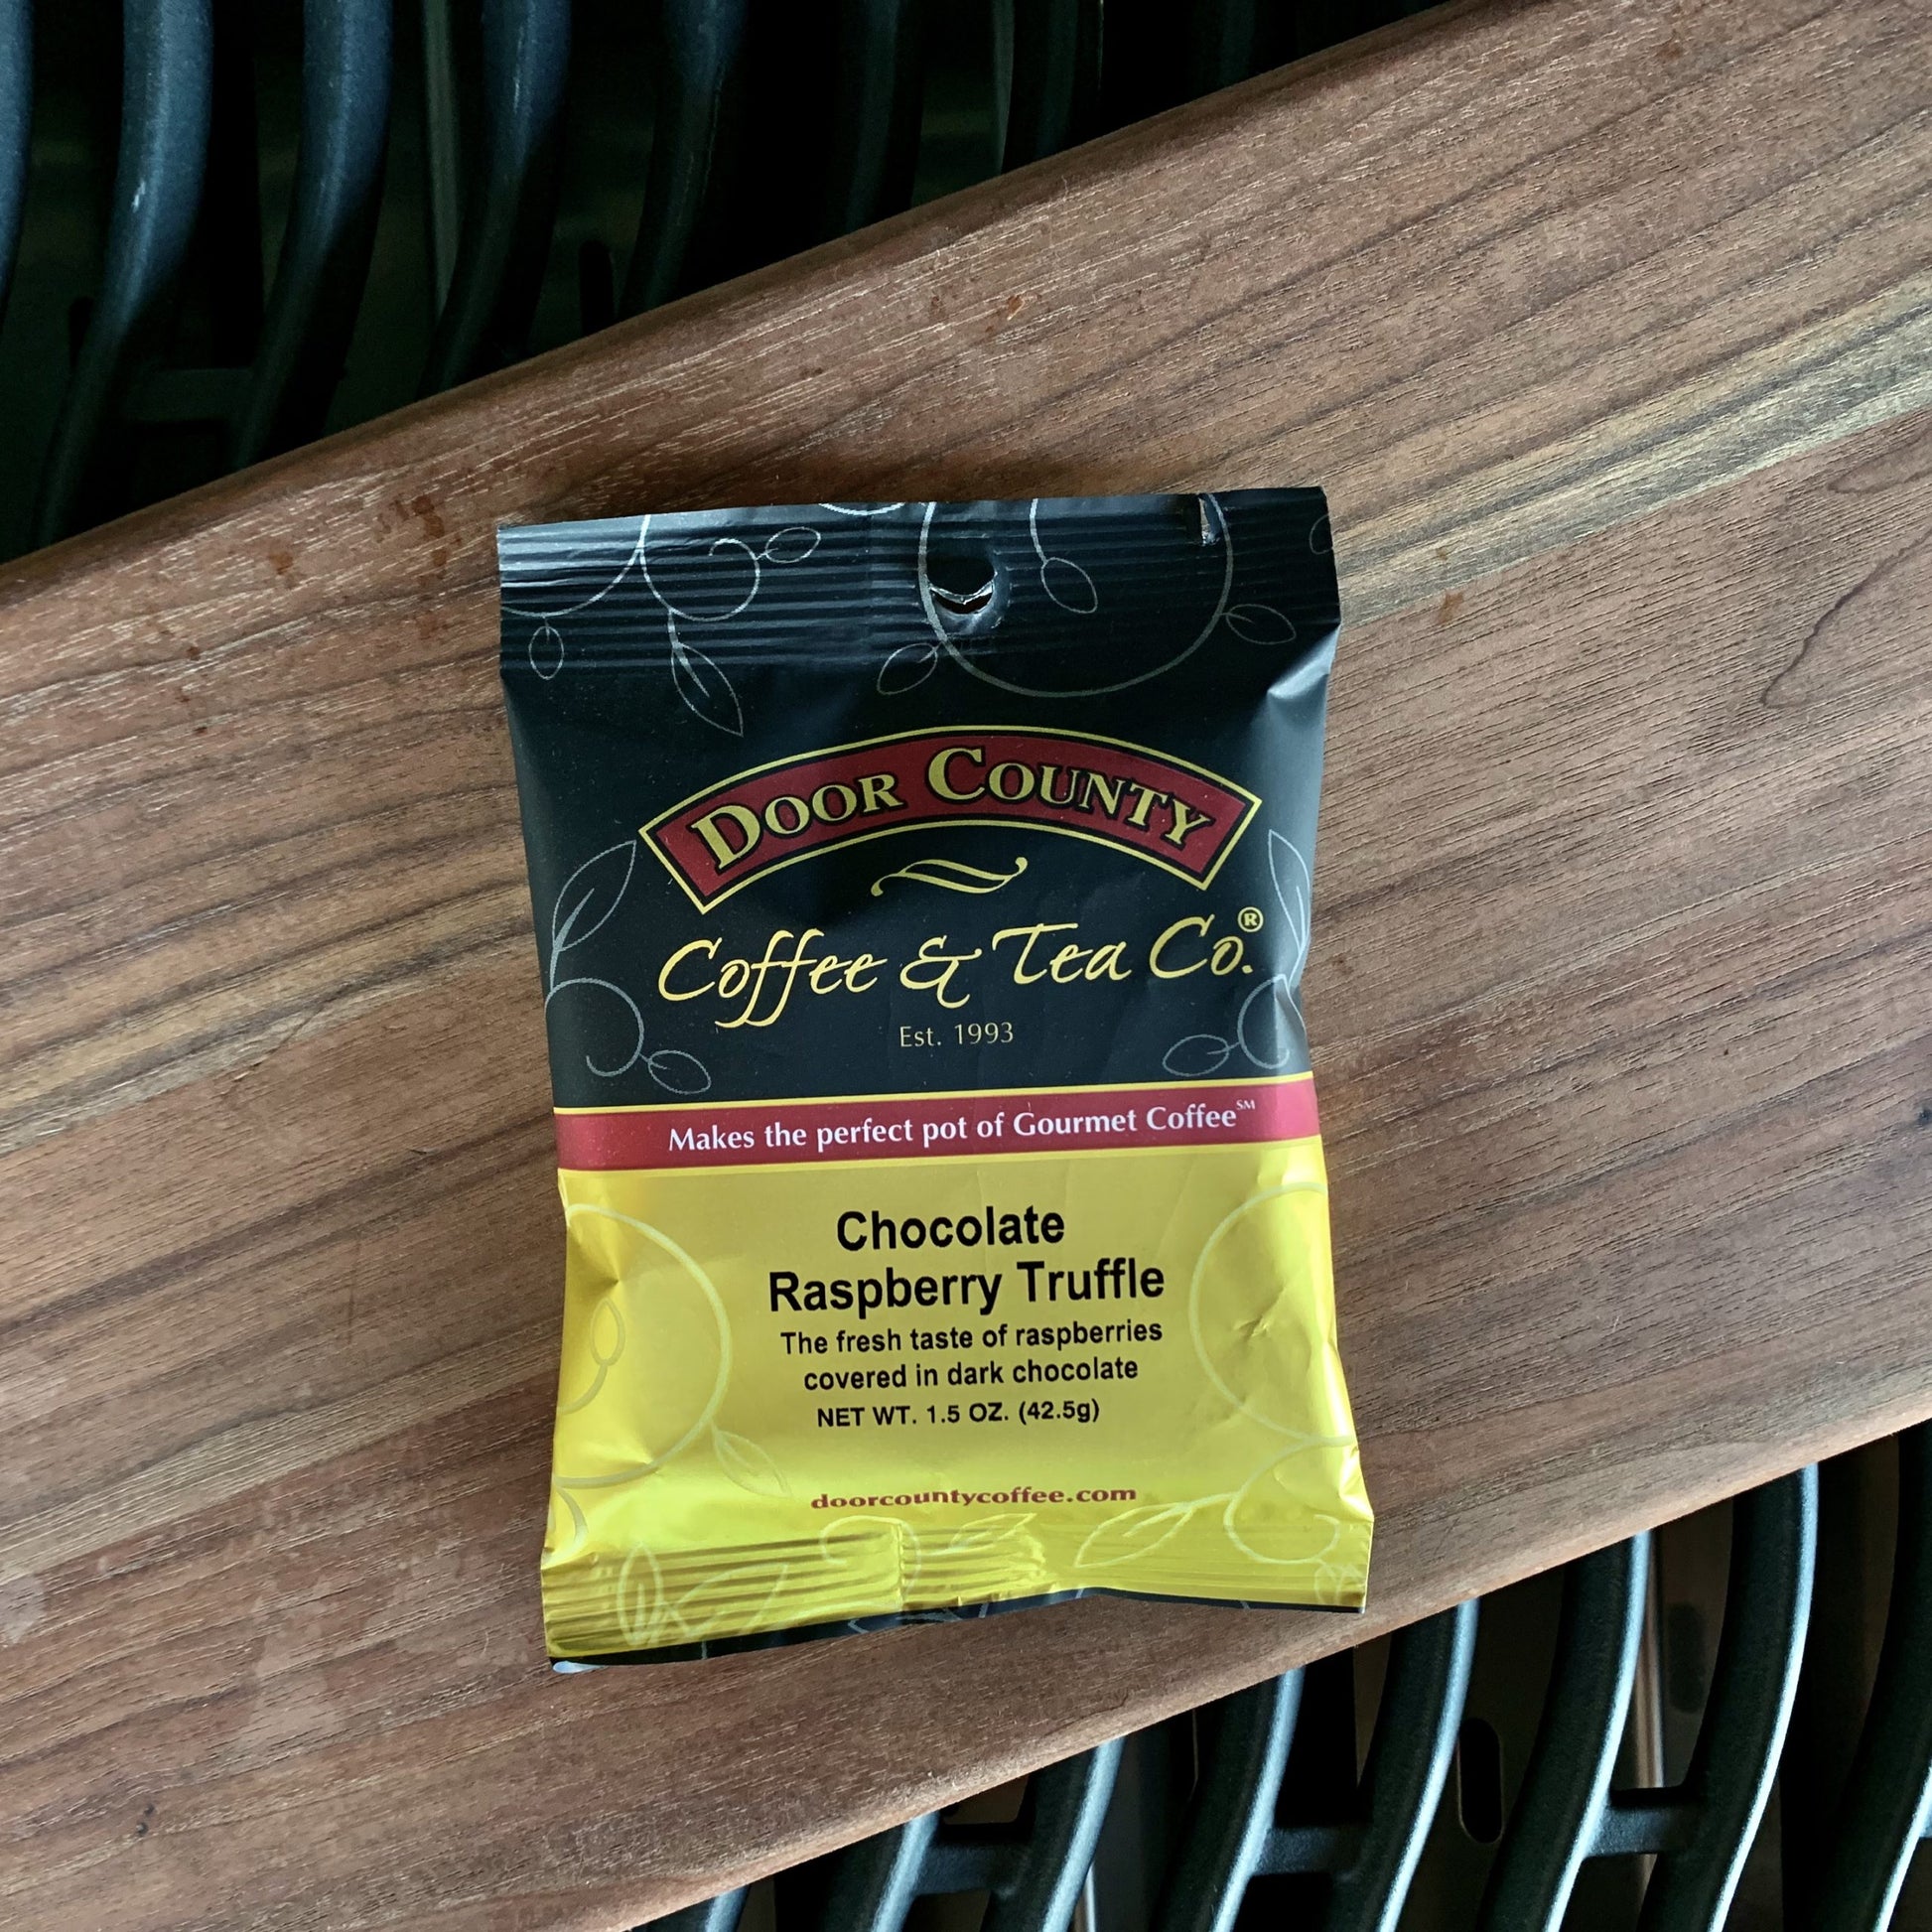 DOOR COUNTY
Coffee & Tea Co.®
Est. 1993
Makes the perfect pot of Gourmet Coffee℠
Chocolate
Raspberry Truffle
The fresh taste of raspberries
covered in dark chocolate
NET WT. 1.5 OZ. (42.5g)
doorcountycoffee.com